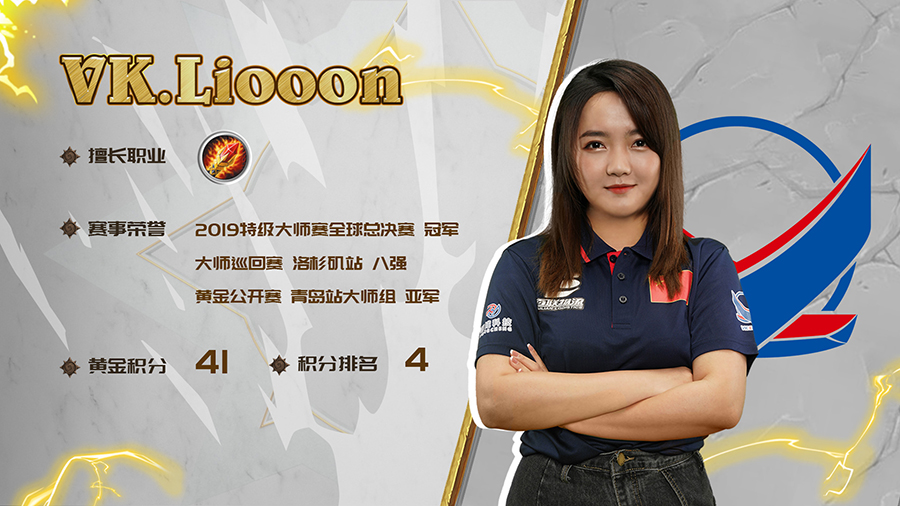 VK.Liooon
擅长职业
赛事荣誉
2019特级大师赛全球总决赛 冠军
大师巡回赛 洛杉矶站 八强
黄金公开赛 青岛站大师组 亚军
黄金积分 41
积分排名 4